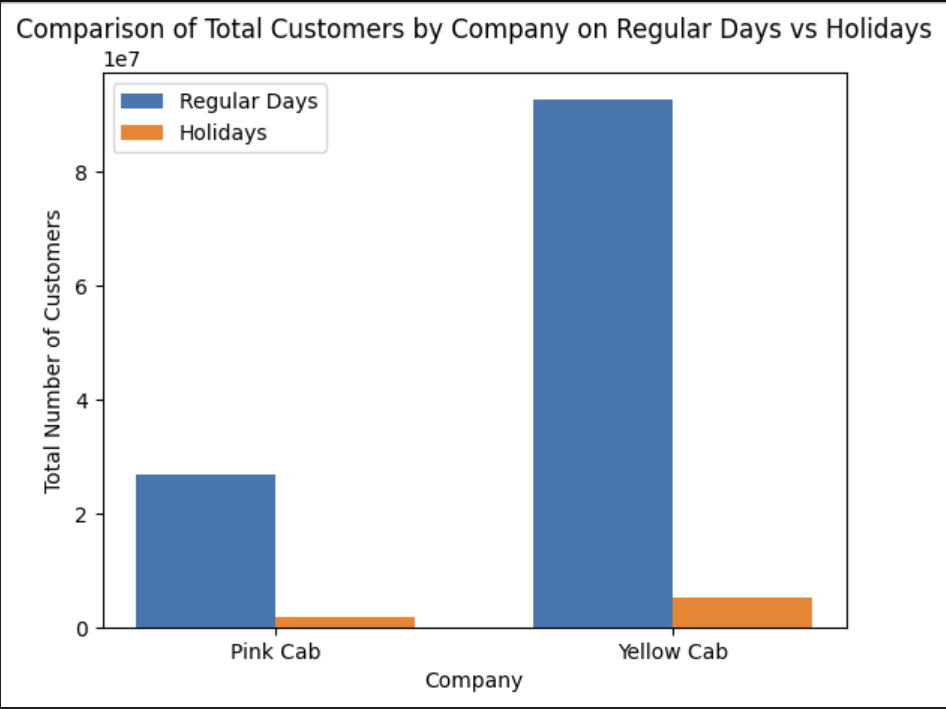 Comparison of Total Customers by Company on Regular Days vs Holidays
1e7
Regular Days
Holidays
8
6
4
2
0
Total Number of Customers
Pink Cab Yellow Cab
Company